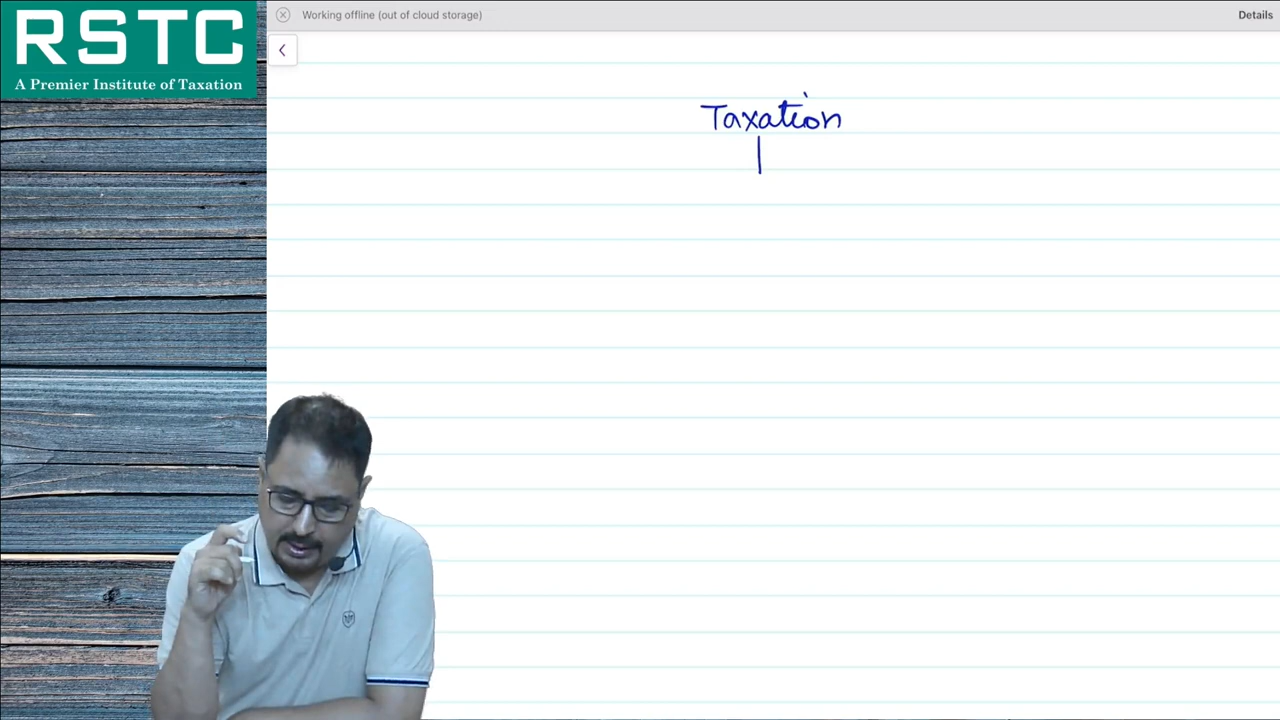 RSTC
A Premier Institute of Taxation
Working offline (out of cloud storage)
Details
Taxation